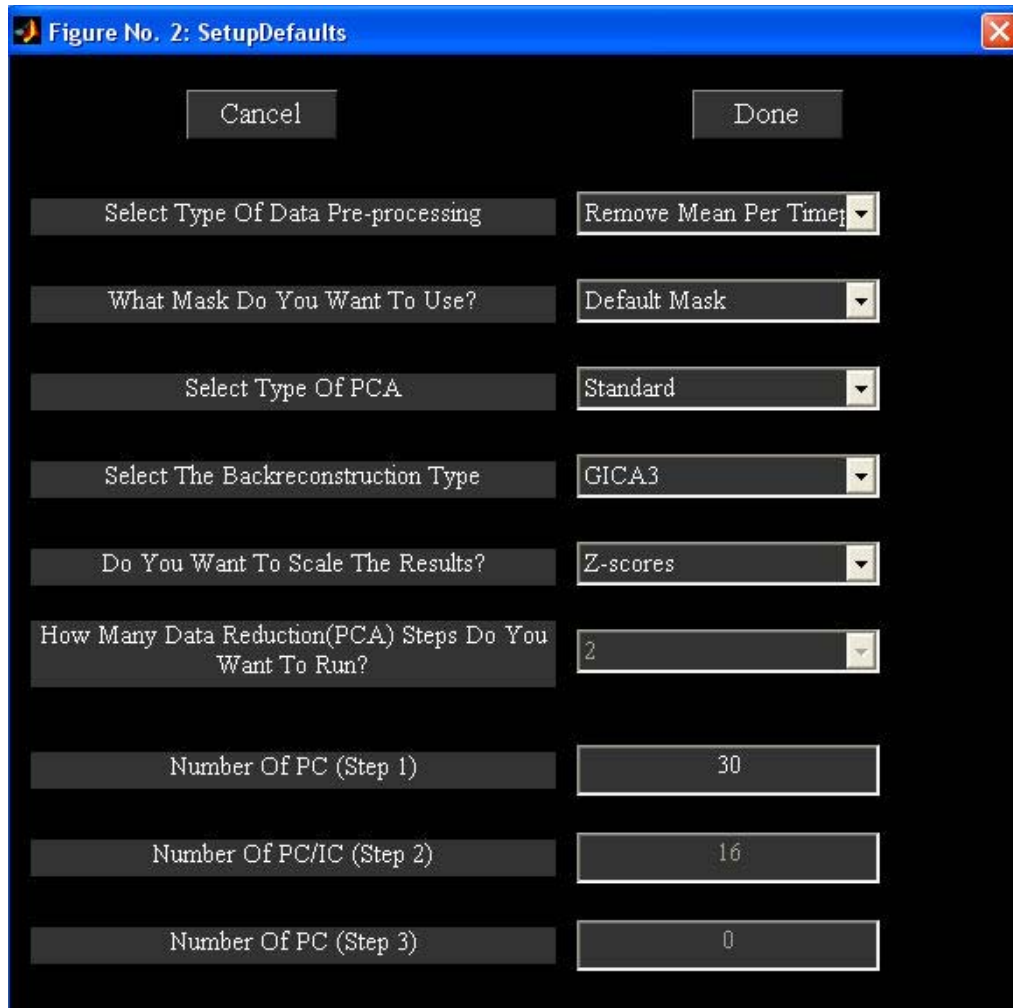 Figure No. 2: SetupDefaults
Cancel
Done
Select Type Of Data Pre-processing
Remove Mean Per Timep
What Mask Do You Want To Use?
Default Mask
Select Type Of PCA
Standard
Select The Backreconstruction Type
GICA3
Do You Want To Scale The Results?
Z-scores
How Many Data Reduction(PCA) Steps Do You
Want To Run?
2
Number Of PC (Step 1)
30
Number Of PC/IC (Step 2)
16
Number Of PC (Step 3)
0